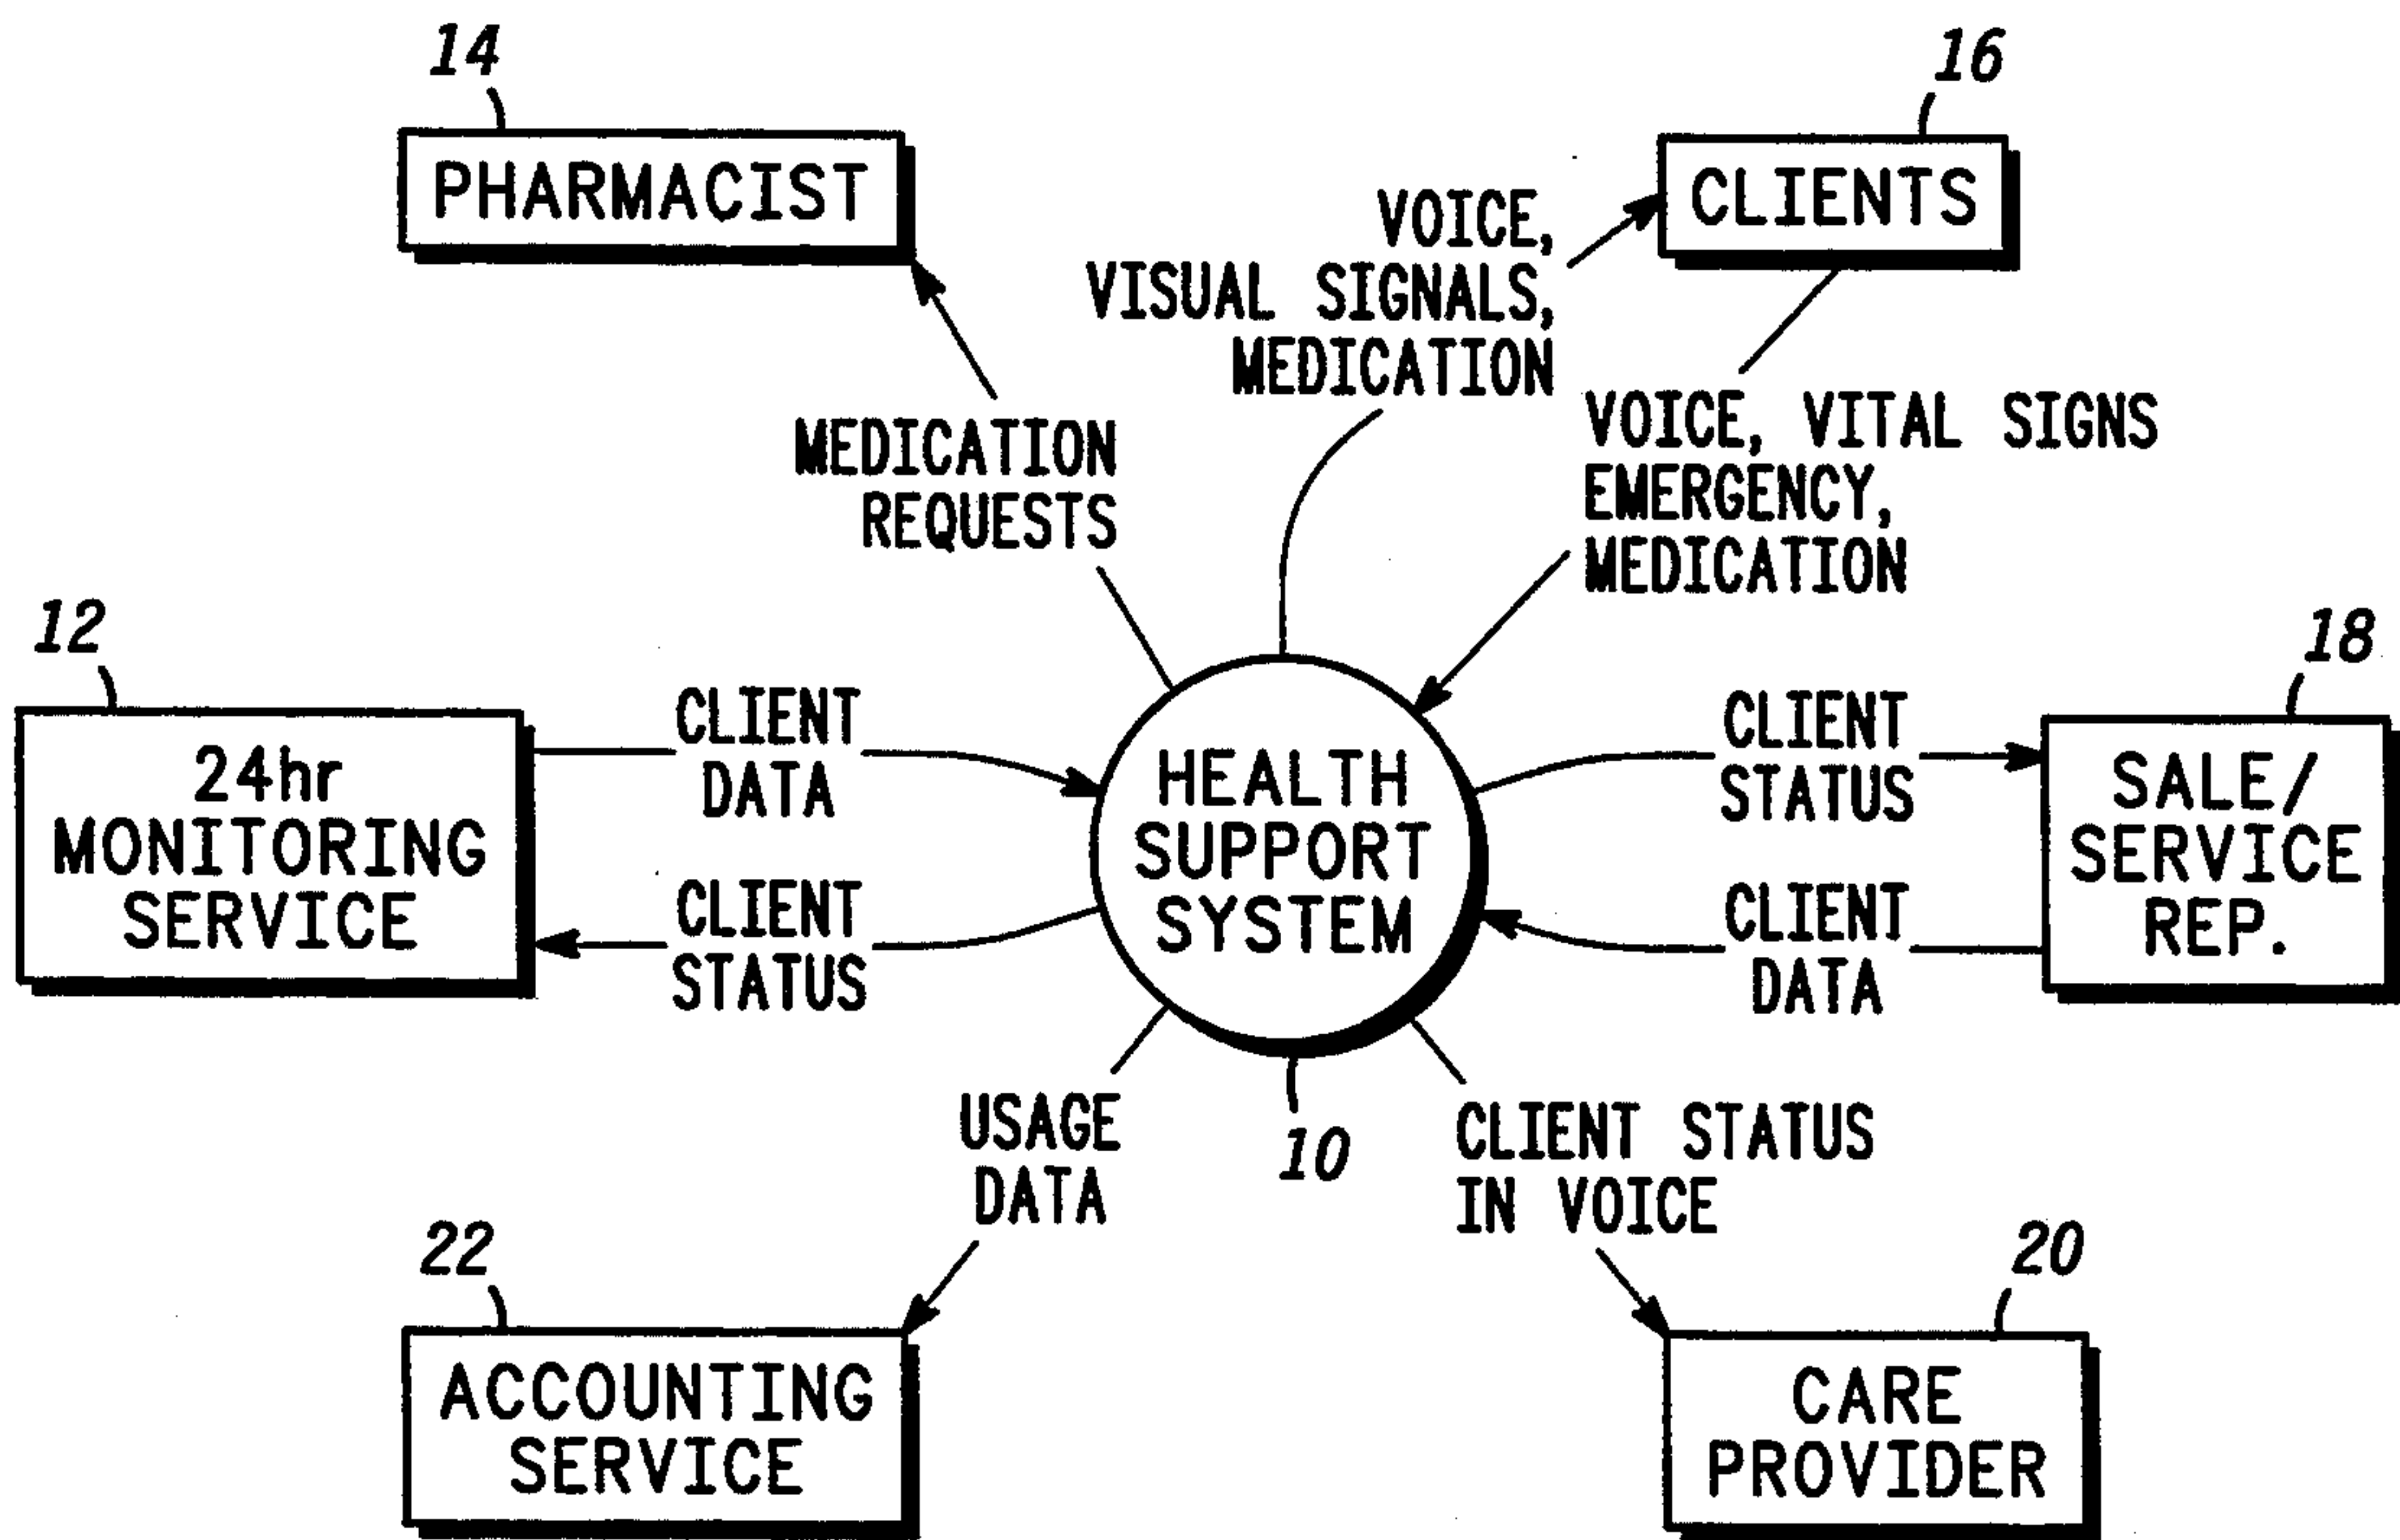 14
PHARMACIST
16
CLIENTS
VOICE,
VISUAL SIGNALS,
MEDICATION
MEDICATION
REQUESTS
VOICE, VITAL SIGNS
EMERGENCY,
MEDICATION
12
24hr
MONITORING
SERVICE
CLIENT
DATA
CLIENT
STATUS
HEALTH
SUPPORT
SYSTEM
10
CLIENT
STATUS
CLIENT
DATA
18
SALE/
SERVICE
REP.
USAGE
DATA
CLIENT STATUS
IN VOICE
22
ACCOUNTING
SERVICE
20
CARE
PROVIDER